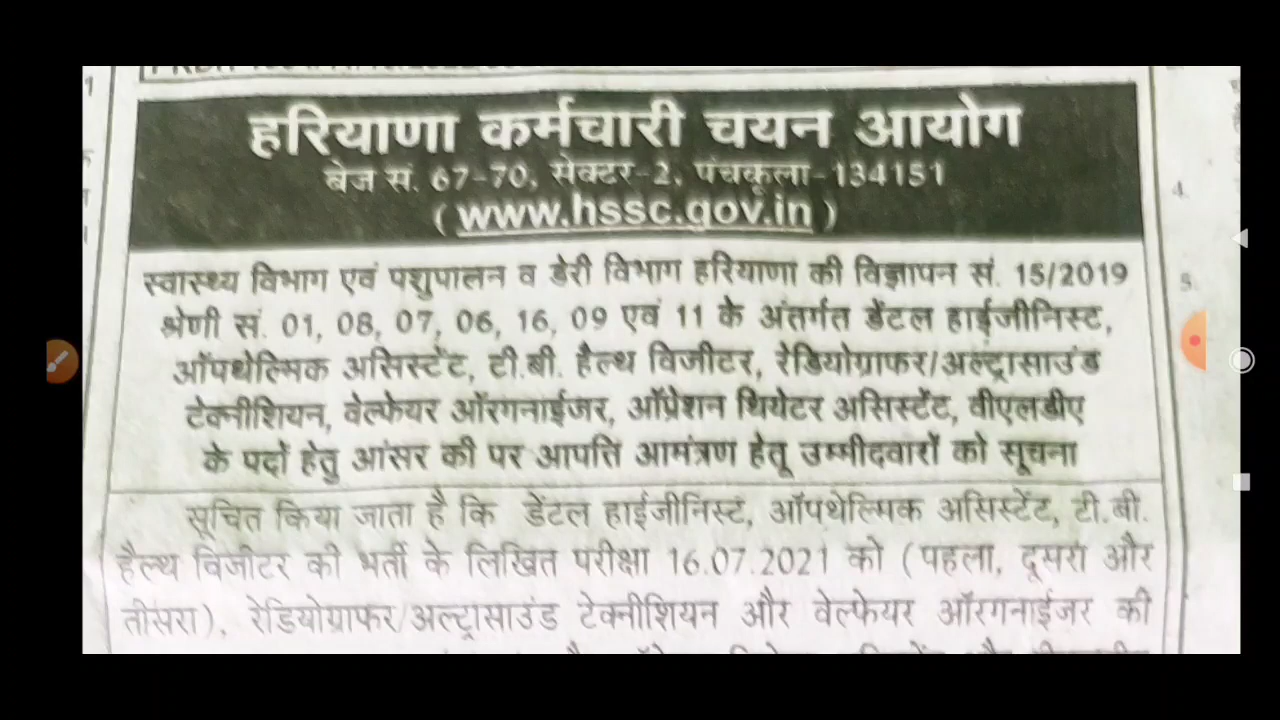 हरियाणा कर्मचारी चयन आयोग
बेज सं. 67-70, सेक्टर-2, पंचकूला-134151
( www.hssc.gov.in )
स्वास्थ्य विभाग एवं पशुपालन व डेरी विभाग हरियाणा की विज्ञापन सं. 15/2019
श्रेणी सं. 01, 08, 07, 06, 16, 09 एवं 11 के अंतर्गत डेंटल हाईजीनिस्ट,
ऑपथेल्मिक असिस्टेंट, टी.बी. हैल्थ विजीटर, रेडियोग्राफर/अल्ट्रासाउंड
टेक्नीशियन, वेल्फेयर ऑरगनाईजर, ऑप्रेशन थियेटर असिस्टेंट, वीएलडीए
के पदों हेतु आंसर की पर आपत्ति आमंत्रण हेतू उम्मीदवारों को सूचना
सूचित किया जाता है कि डेंटल हाईजीनिस्ट, ऑपथेल्मिक असिस्टेंट, टी.बी.
हैल्थ विजीटर की भर्ती के लिखित परीक्षा 16.07.2021 को (पहला, दूसरा और
तीसरा), रेडियोग्राफर/अल्ट्रासाउंड टेक्नीशियन और वेल्फेयर ऑरगनाईजर की
4.
5.